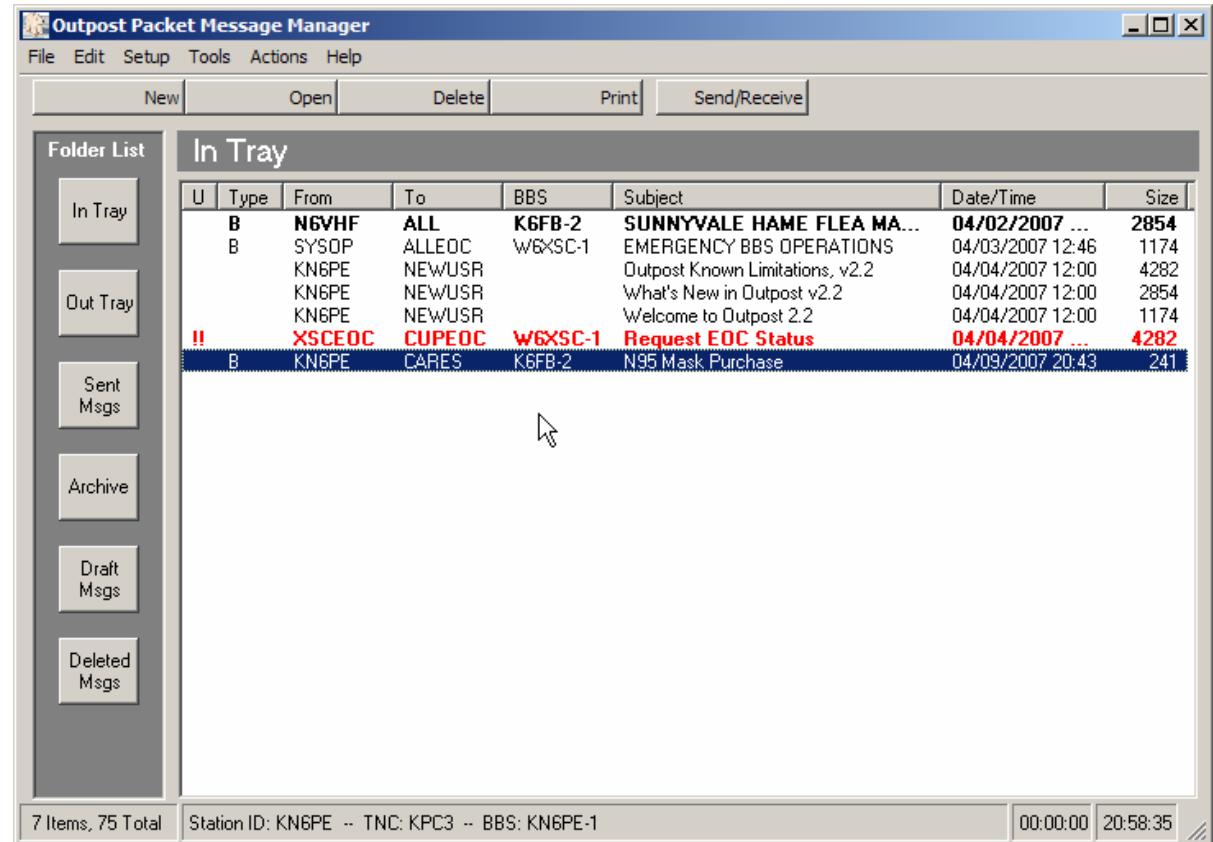 Outpost Packet Message Manager
File Edit Setup Tools Actions Help
New Open Delete Print Send/Receive
Folder List
In Tray
Out Tray
Sent
Msgs
Archive
Draft
Msgs
Deleted
Msgs
In Tray
U Type From To BBS Subject Date/Time Size
B N6VHF ALL K6FB-2 SUNNYVALE HAME FLEA MA... 04/02/2007 ... 2854
B SYSOP ALLEOC W6XSC-1 EMERGENCY BBS OPERATIONS 04/03/2007 12:46 1174
KN6PE NEWUSR Outpost Known Limitations, v2.2 04/04/2007 12:00 4282
KN6PE NEWUSR What's New in Outpost v2.2 04/04/2007 12:00 2854
KN6PE NEWUSR Welcome to Outpost 2.2 04/04/2007 12:00 1174
!! XSCEOC CUPEOC W6XSC-1 Request EOC Status 04/04/2007 ... 4282
B KN6PE CARES K6FB-2 N95 Mask Purchase 04/09/2007 20:43 241
7 Items, 75 Total Station ID: KN6PE -- TNC: KPC3 -- BBS: KN6PE-1 00:00:00 20:58:35